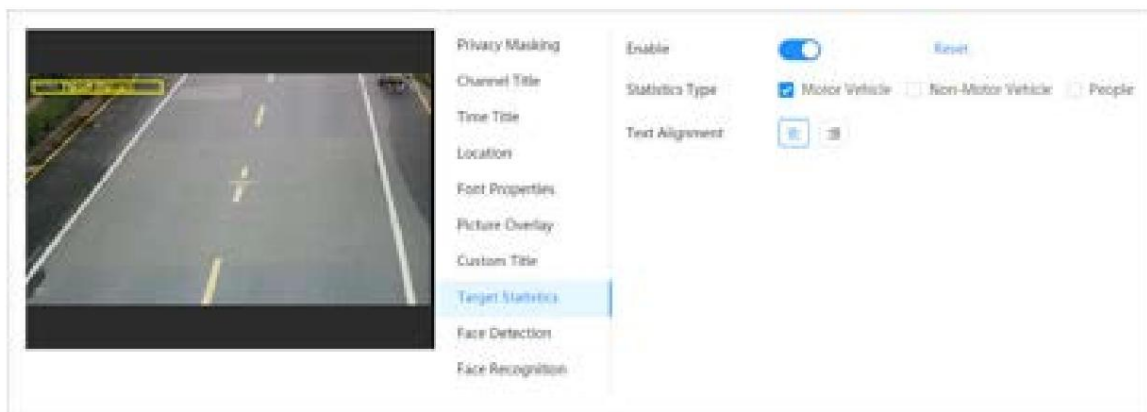 Privacy Masking
Channel Title
Time Title
Location
Font Properties
Picture Overlay
Custom Title
Target Statistics
Face Detection
Face Recognition
Enable
Reset
Statistics Type
Motor Vehicle
Non-Motor Vehicle
People
Text Alignment